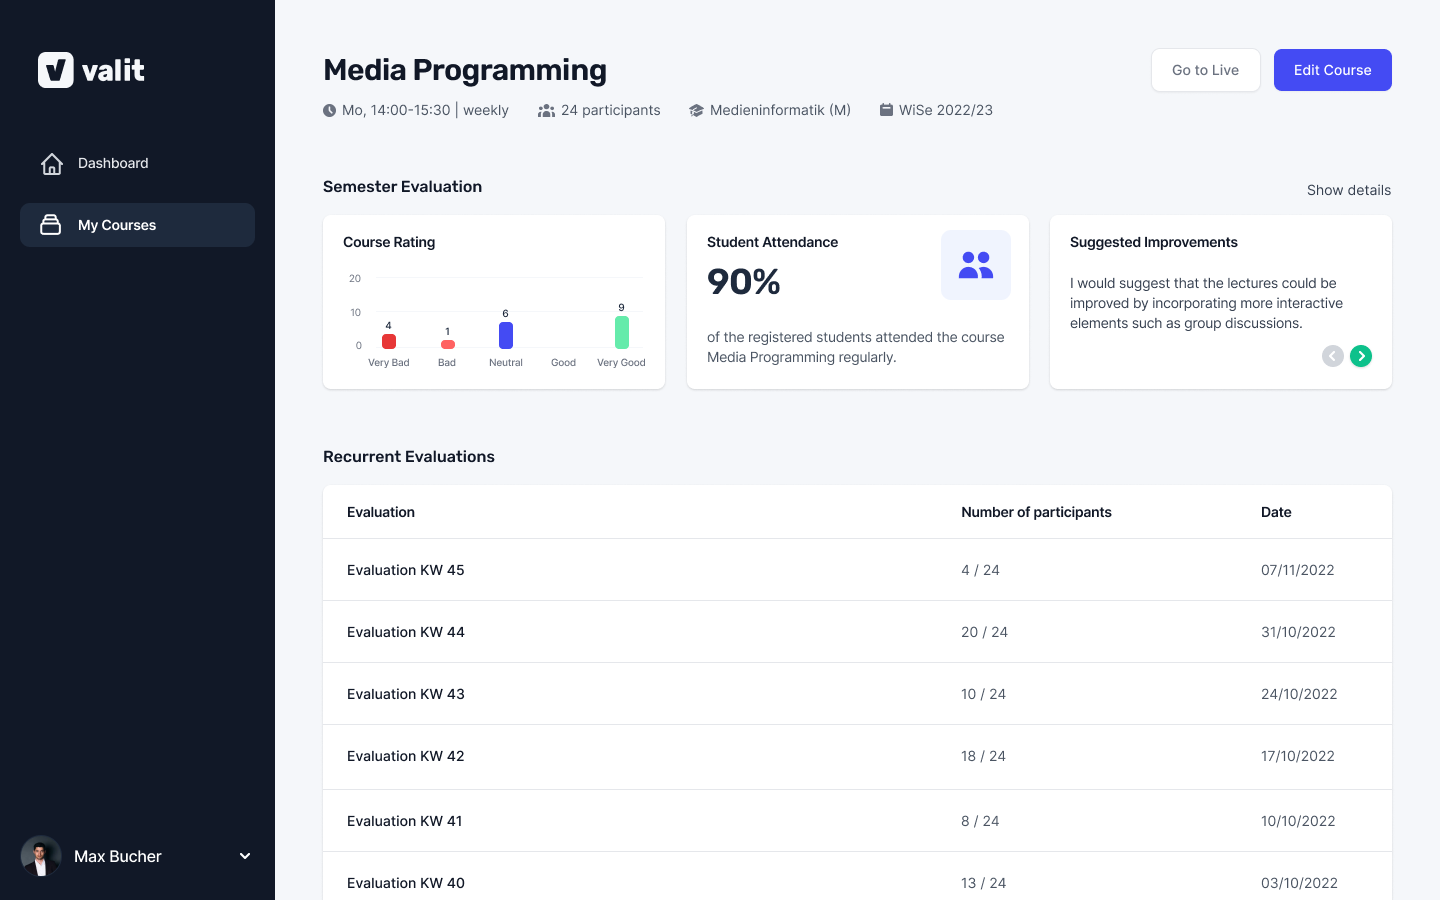 valit
Dashboard
My Courses
Max Bucher
Media Programming
Go to Live
Edit Course
Mo, 14:00-15:30 | weekly
24 participants
Medieninformatik (M)
WiSe 2022/23
Semester Evaluation
Show details
Course Rating
20
10
0
4
1
6
9
Very Bad
Bad
Neutral
Good
Very Good
Student Attendance
90%
of the registered students attended the course
Media Programming regularly.
Suggested Improvements
I would suggest that the lectures could be
improved by incorporating more interactive
elements such as group discussions.
Recurrent Evaluations
Evaluation Number of participants Date
Evaluation KW 45 4 / 24 07/11/2022
Evaluation KW 44 20 / 24 31/10/2022
Evaluation KW 43 10 / 24 24/10/2022
Evaluation KW 42 18 / 24 17/10/2022
Evaluation KW 41 8 / 24 10/10/2022
Evaluation KW 40 13 / 24 03/10/2022